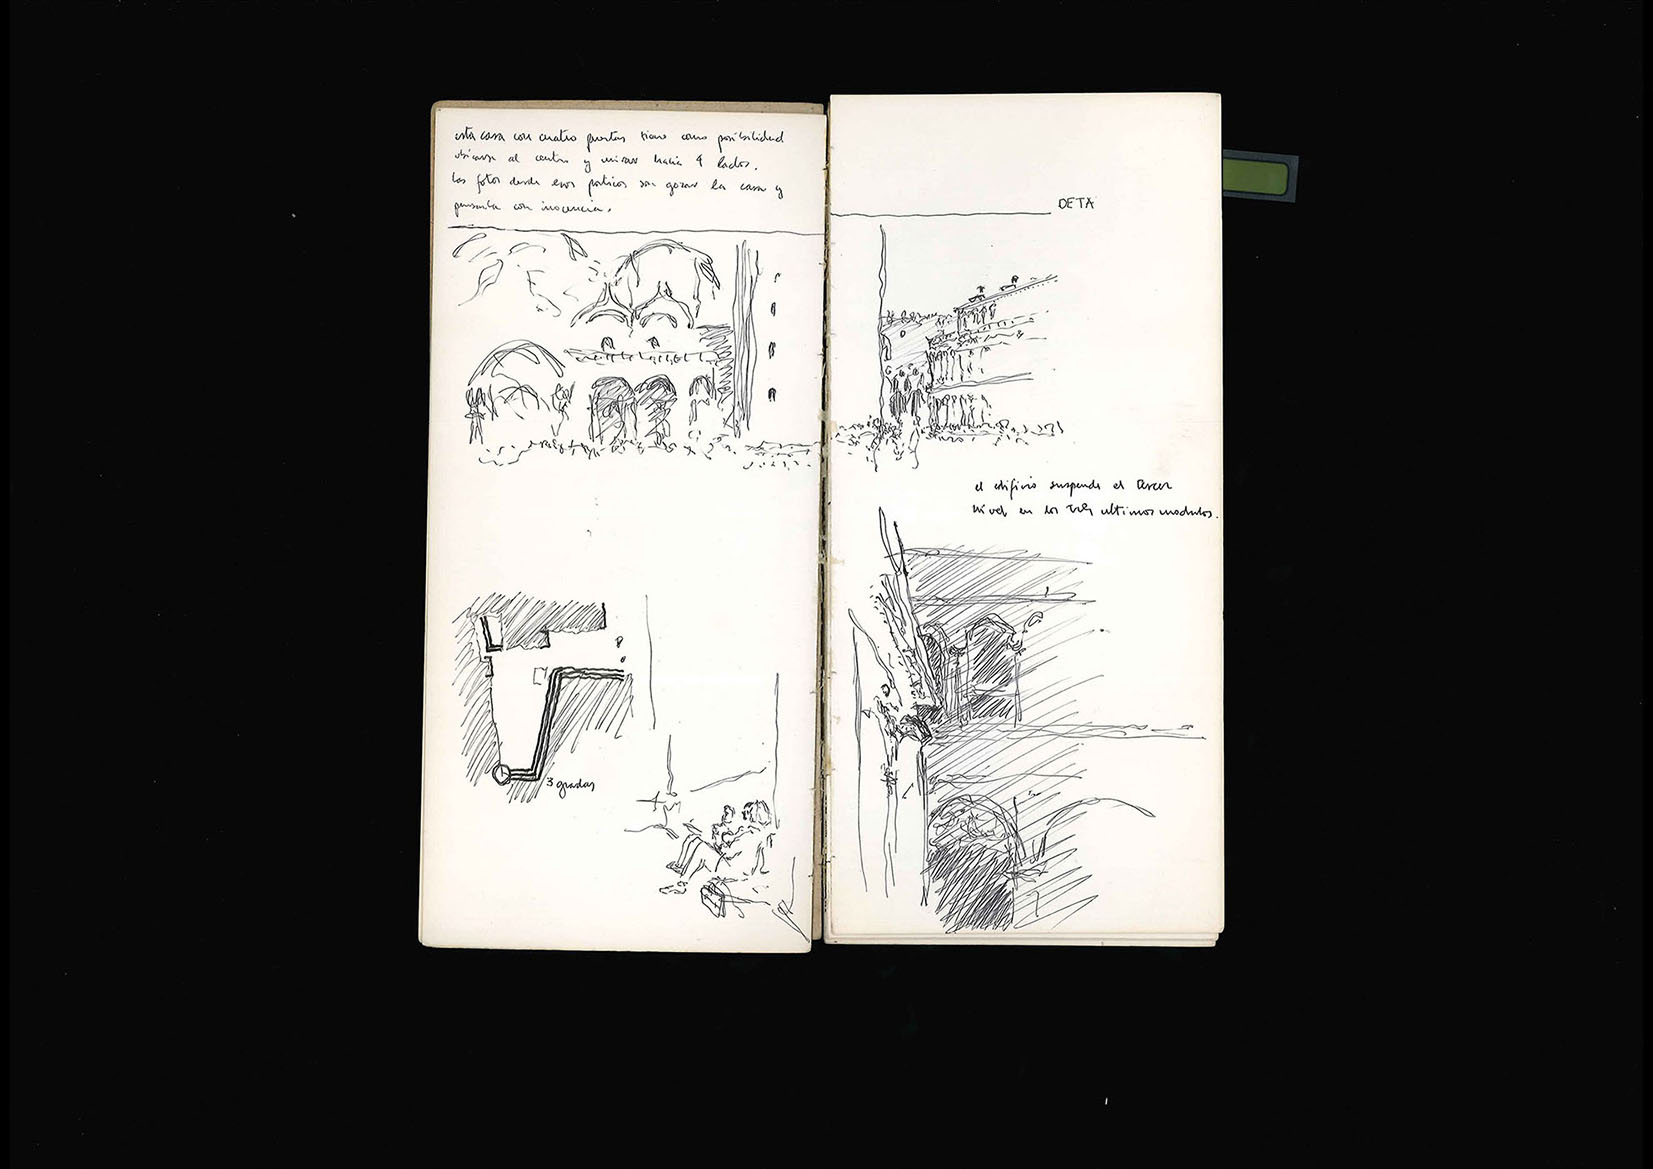 esta casa con cuatro puertas tiene como posibilidad
ubicarse al centro y mirar hacia 4 lados.
las fotos desde esos porticos son gozar la casa y
pensarla con inocencia.
DETA
el edificio suspende el tercer
nivel en los tres ultimos modulos.
3 gradas